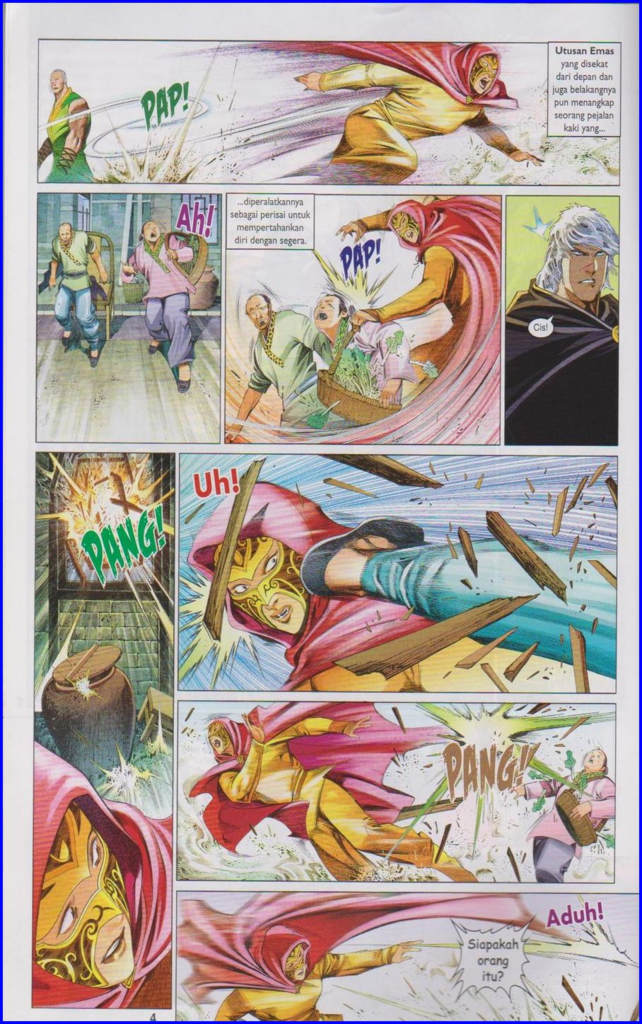 Utusan Emas
yang disekat
dari depan dan
juga belakangnya
pun menangkap
seorang pejalan
kaki yang...
PAP!
Ah!
...diperalatkannya
sebagai perisai untuk
mempertahankan
diri dengan segera.
PAP!
Cis!
PANG!
Uh!
PANG!
Aduh!
Siapakah
orang
itu?
4